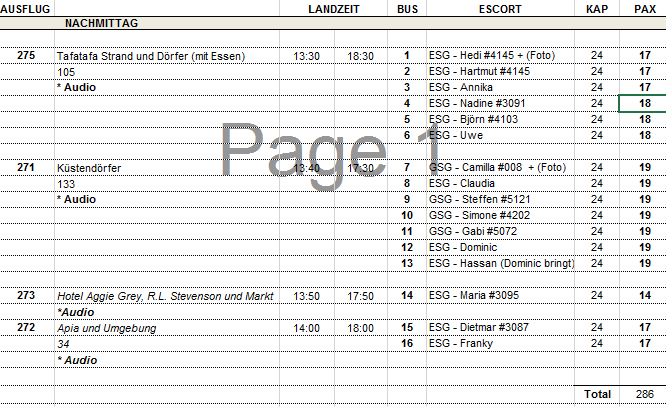 AUSFLUG LANDZEIT BUS ESCORT KAP PAX
NACHMITTAG
275 Tafatafa Strand und Dörfer (mit Essen) 13:30 18:30 1 ESG - Hedi #4145 + (Foto) 24 17
105 2 ESG - Hartmut #4145 24 17
* Audio 3 ESG - Annika 24 17
4 ESG - Nadine #3091 24 18
5 ESG - Björn #4103 24 18
6 ESG - Uwe 24 18
Page 1
271 Küstendörfer 13:40 17:30 7 GSG - Camilla #008 + (Foto) 24 19
133 8 ESG - Claudia 24 19
* Audio 9 GSG - Steffen #5121 24 19
10 GSG - Simone #4202 24 19
11 GSG - Gabi #5072 24 19
12 ESG - Dominic 24 19
13 ESG - Hassan (Dominic bringt) 24 19
273 Hotel Aggie Grey, R.L. Stevenson und Markt 13:50 17:50 14 ESG - Maria #3095 24 14
*Audio
272 Apia und Umgebung 14:00 18:00 15 ESG - Dietmar #3087 24 17
34 16 ESG - Franky 24 17
* Audio
Total 286